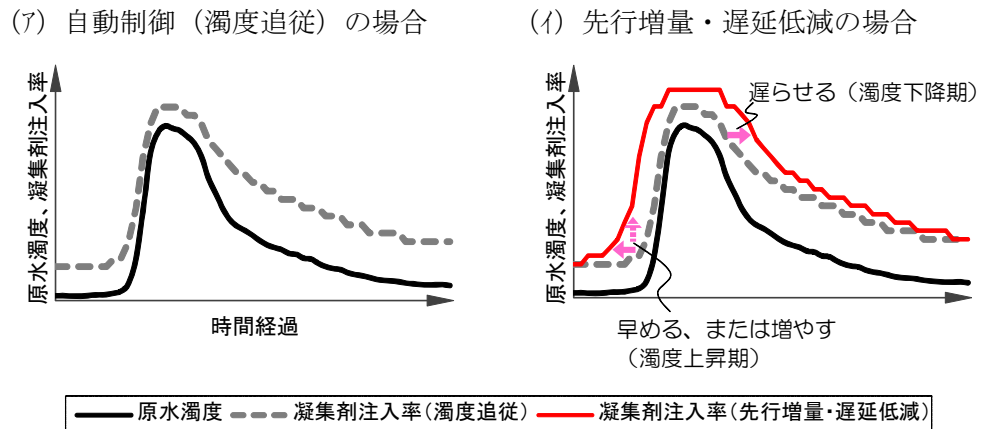 (ｱ) 自動制御（濁度追従）の場合
原水濁度、凝集剤注入率
時間経過
(ｲ) 先行増量・遅延低減の場合
原水濁度、凝集剤注入率
遅らせる（濁度下降期）
早める、または増やす
（濁度上昇期）
原水濁度 凝集剤注入率(濁度追従) 凝集剤注入率(先行増量・遅延低減)